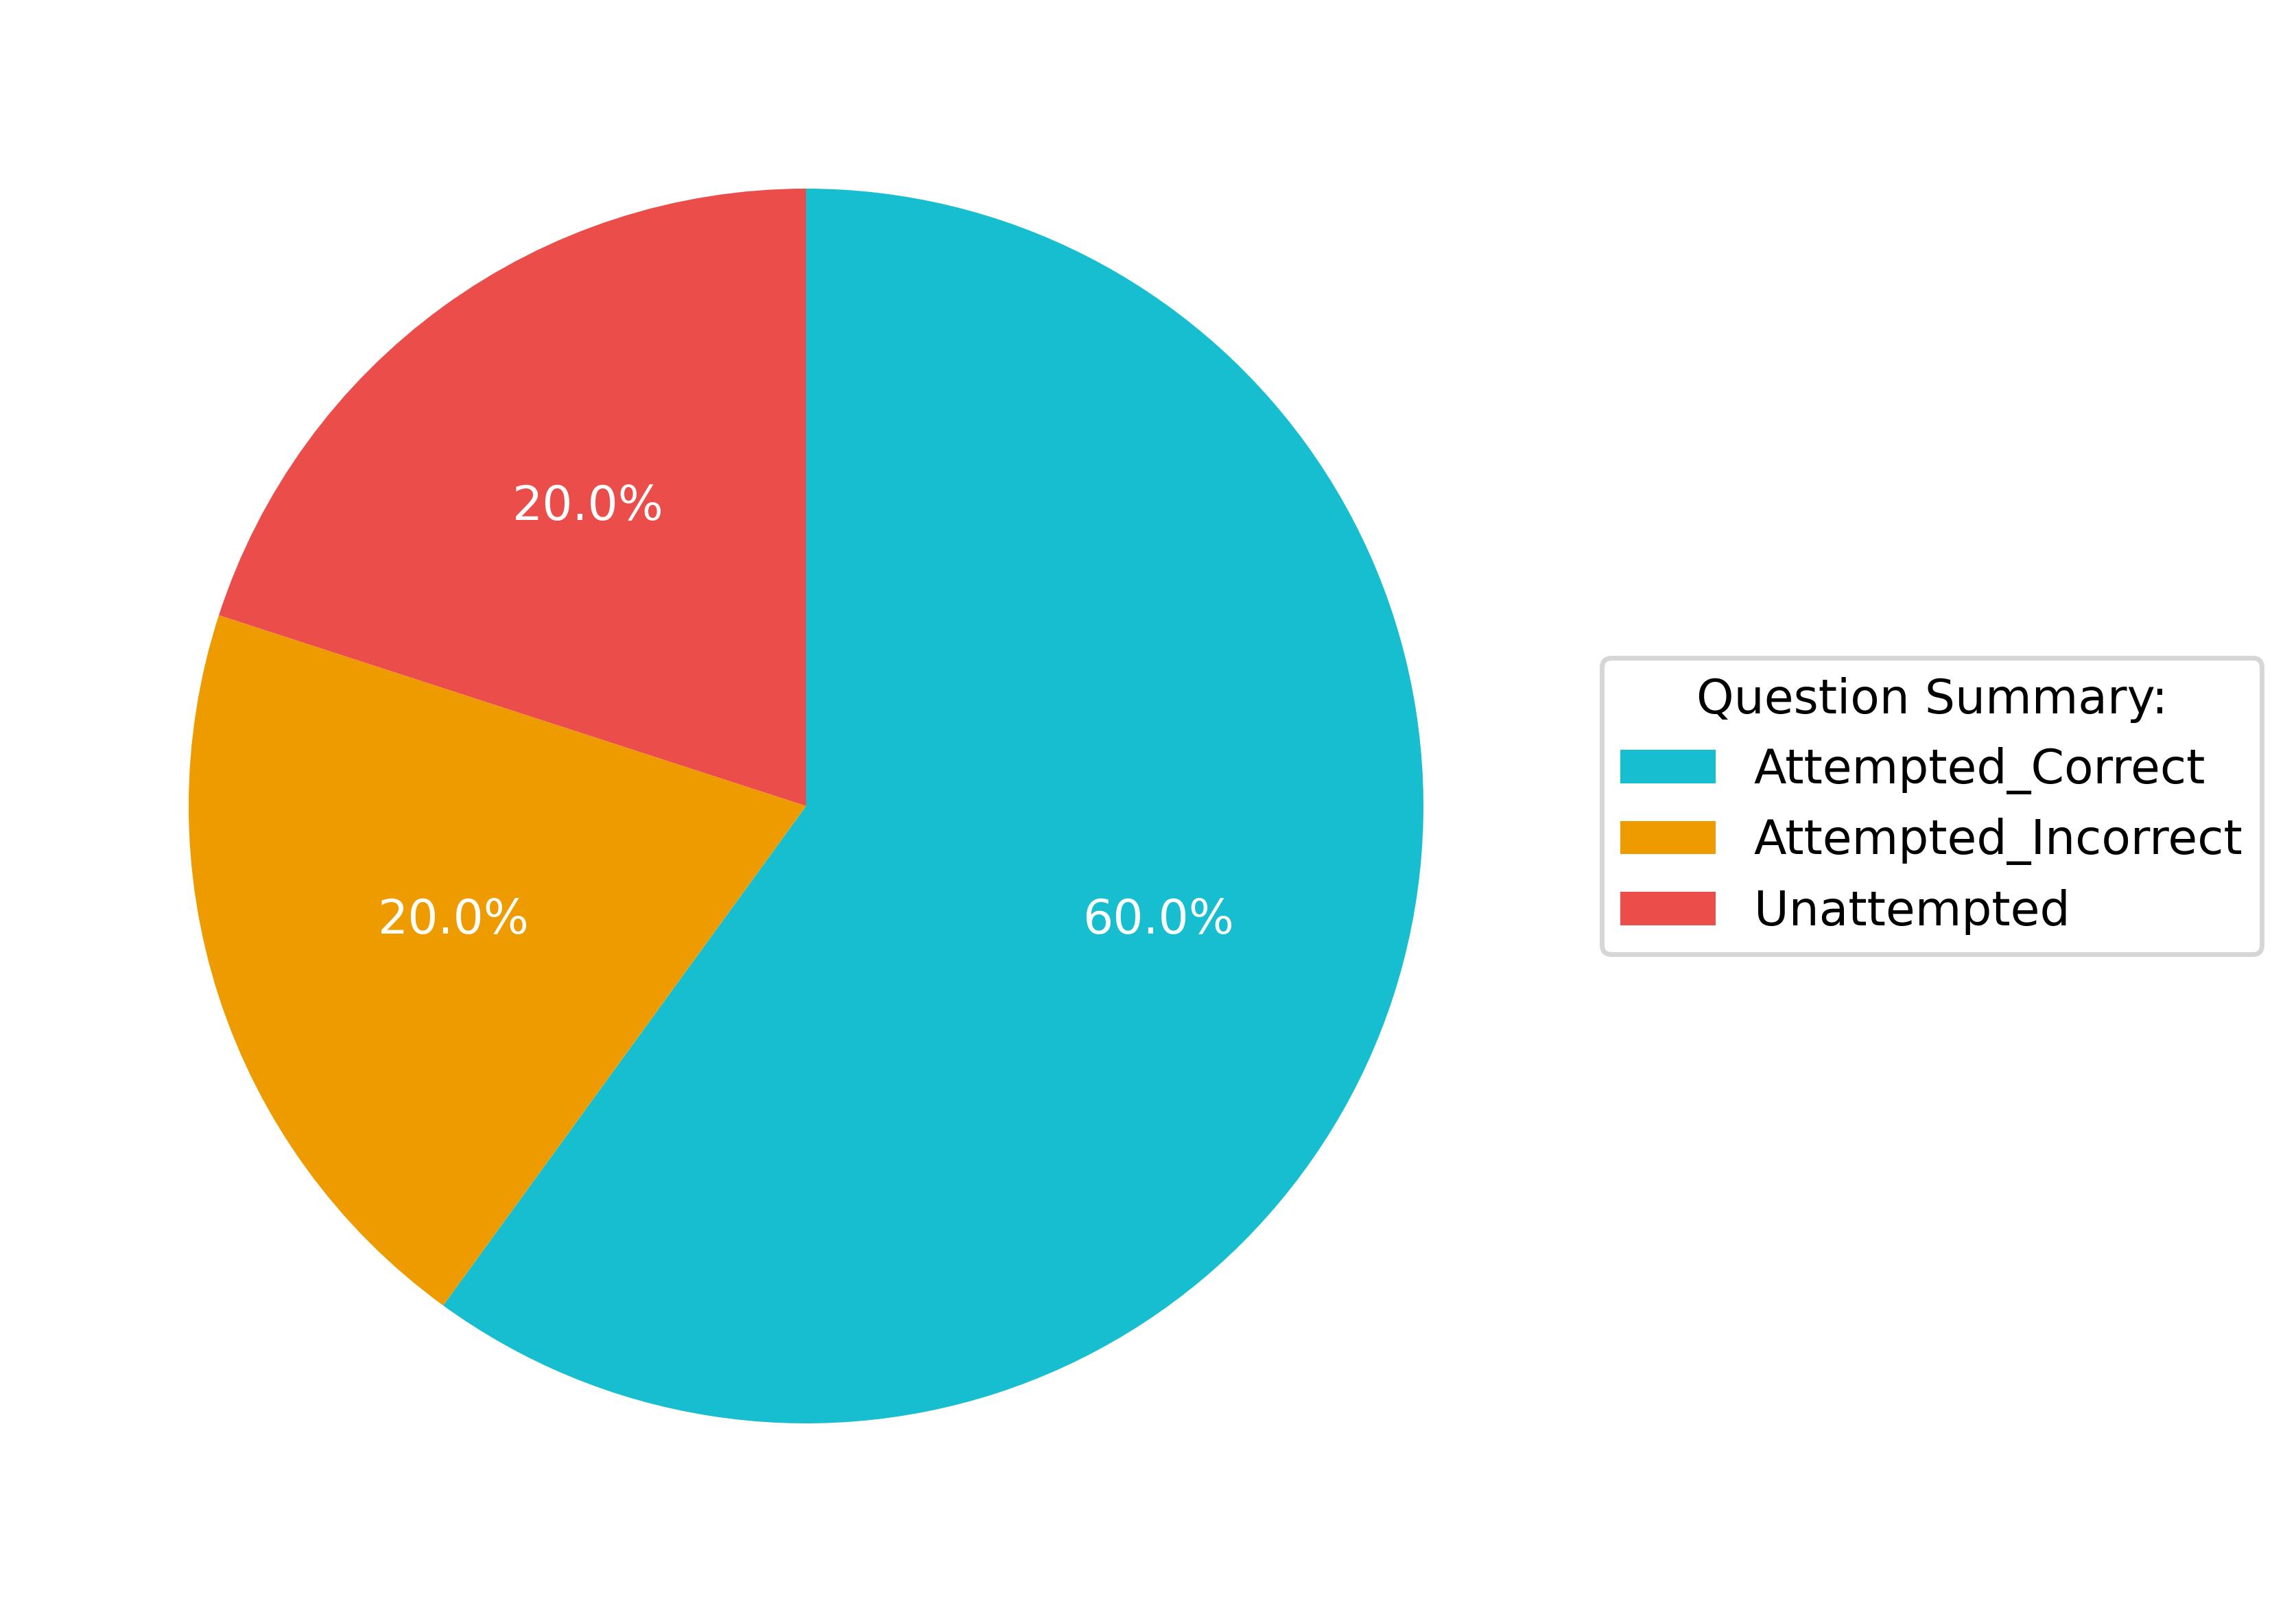 20.0%
20.0%
60.0%
Question Summary:
Attempted_Correct
Attempted_Incorrect
Unattempted